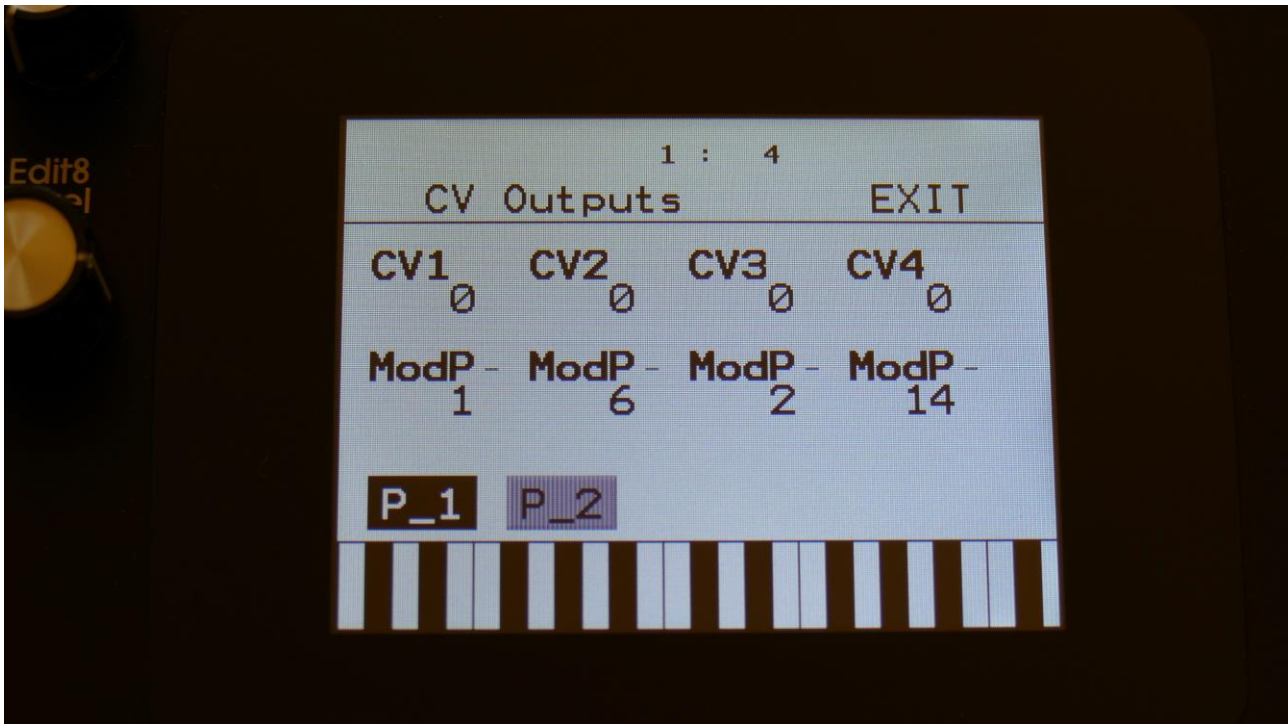 Edit8
1 : 4
CV Outputs EXIT
CV1 CV2 CV3 CV4
0 0 0 0
ModP- ModP- ModP- ModP-
1 6 2 14
P_1 P_2